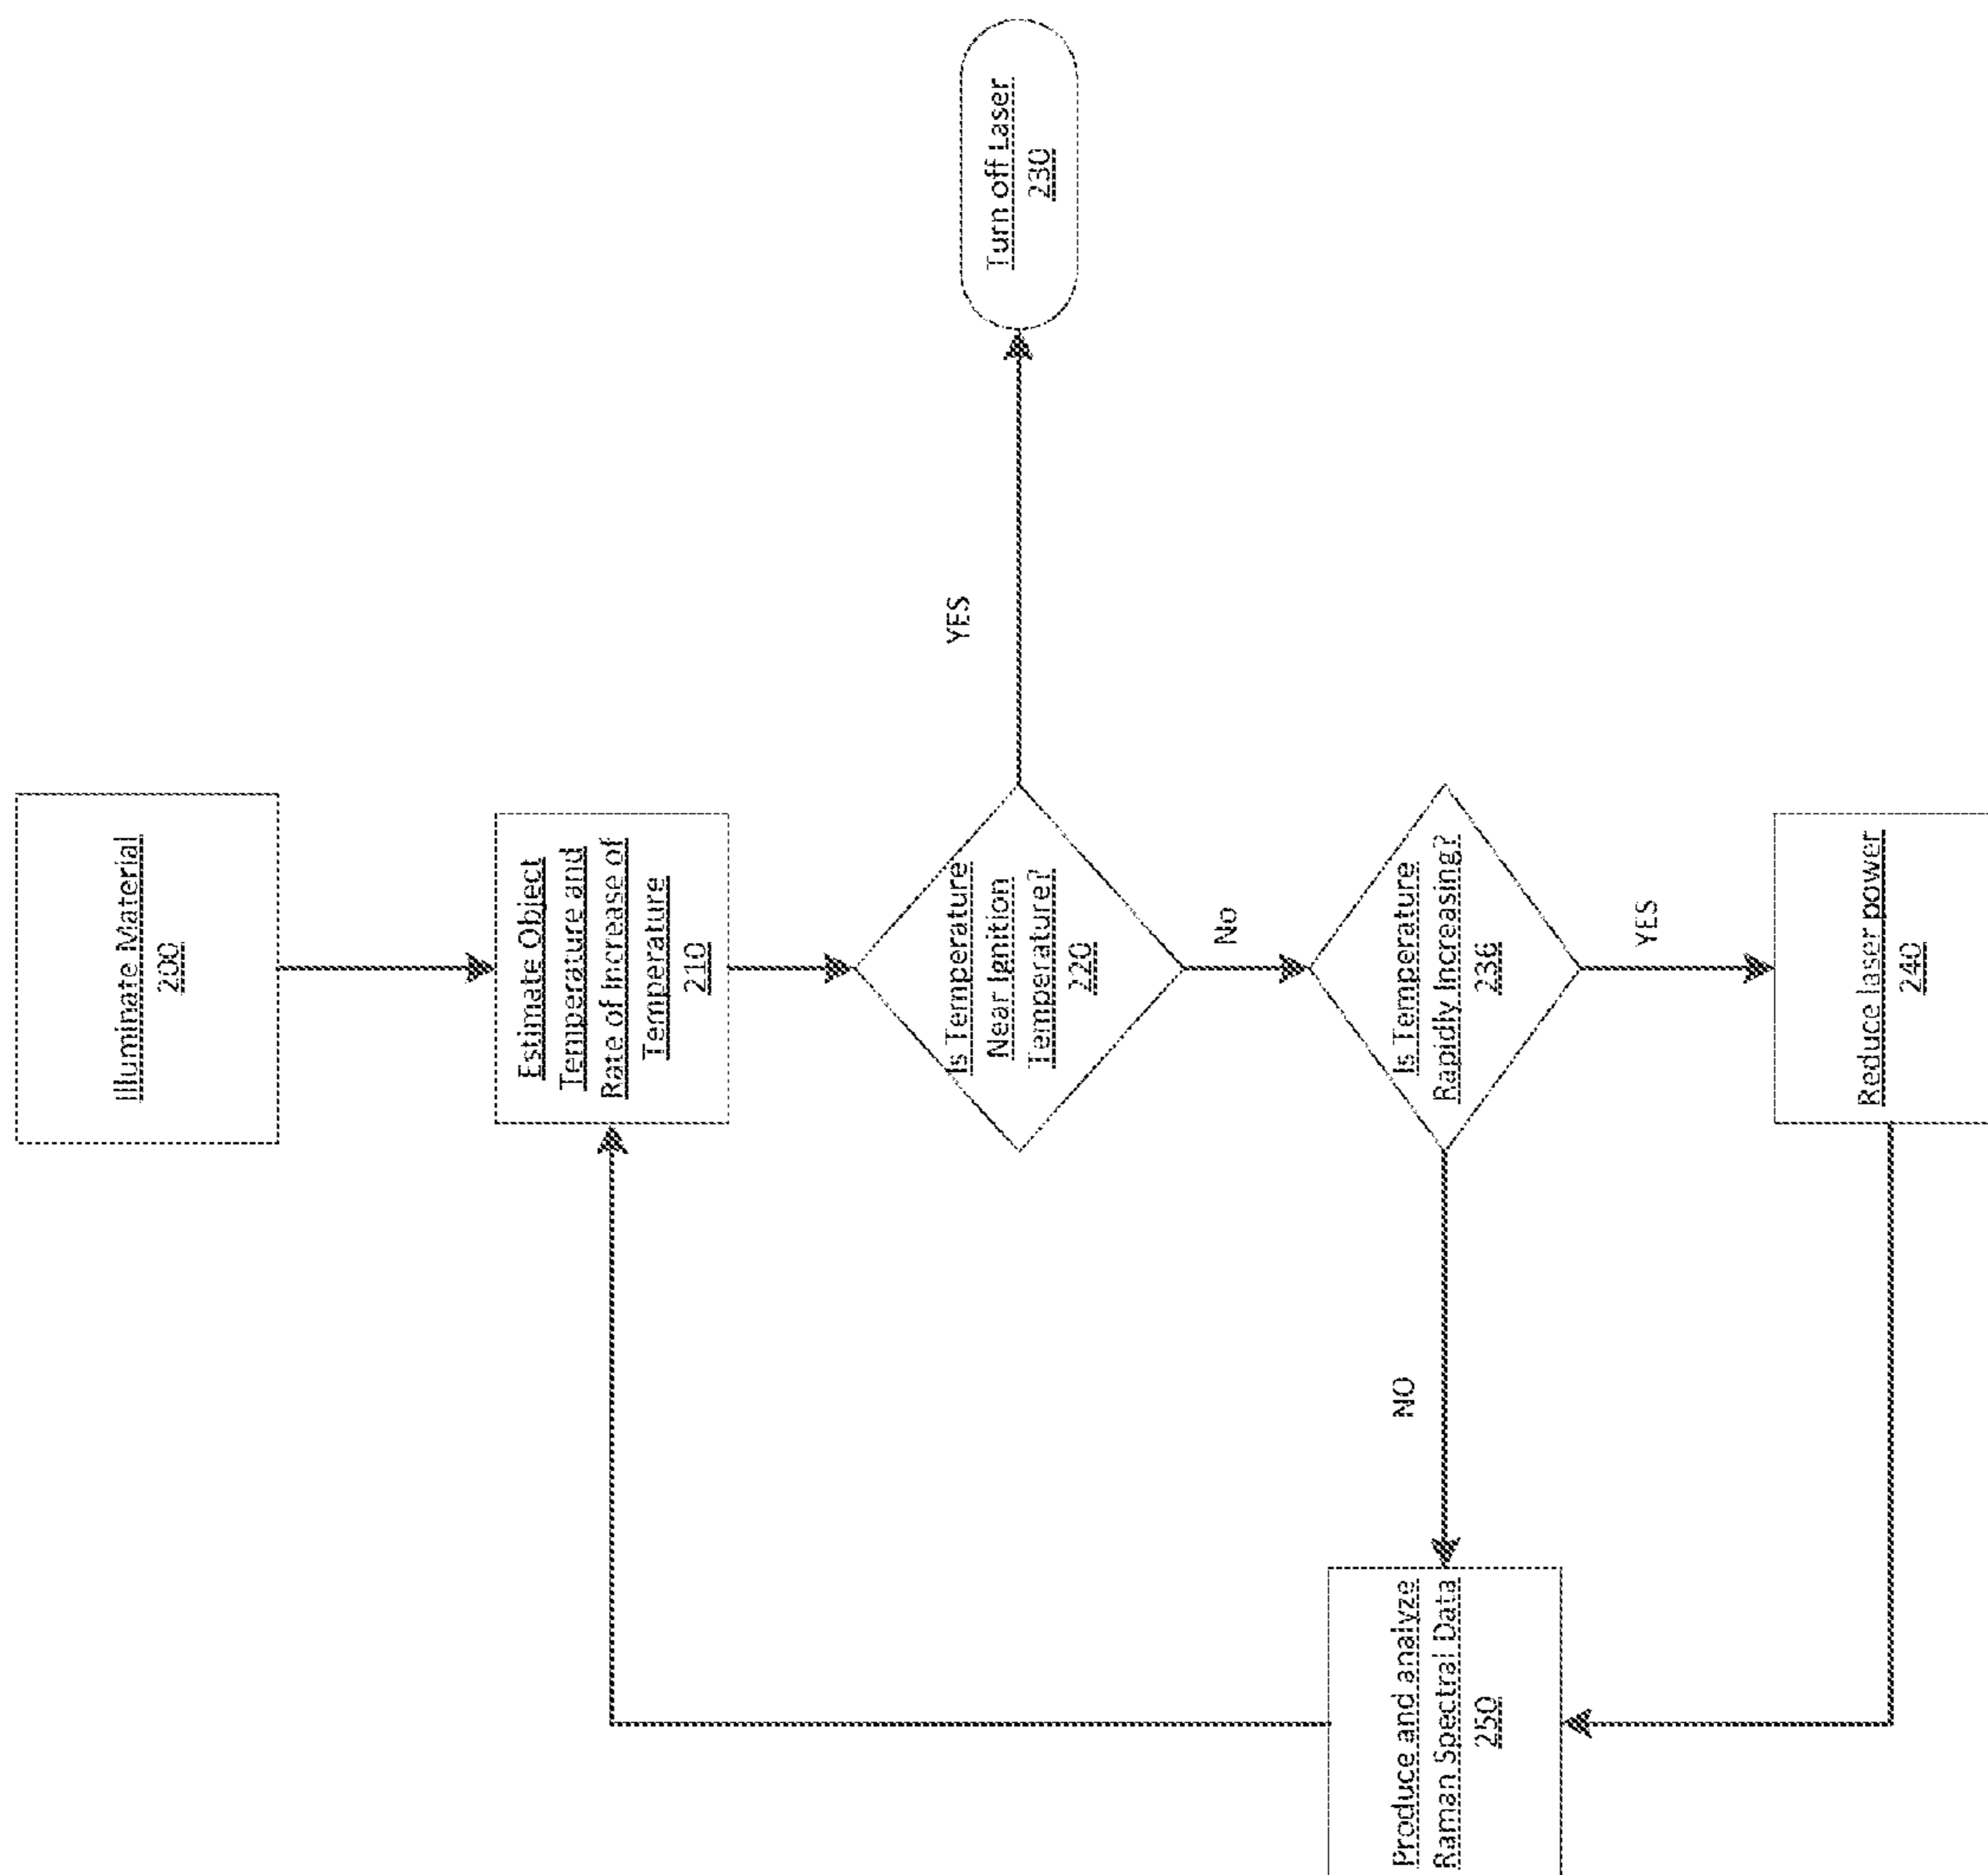 Illuminate Material
200
Estimate Object
Temperature and
Rate of Increase of
Temperature
210
Is Temperature
Near Ignition
Temperature?
220
YES
Turn off Laser
230
No
Is Temperature
Rapidly Increasing?
236
YES
Reduce laser power
240
NO
Produce and analyze
Raman Spectral Data
250